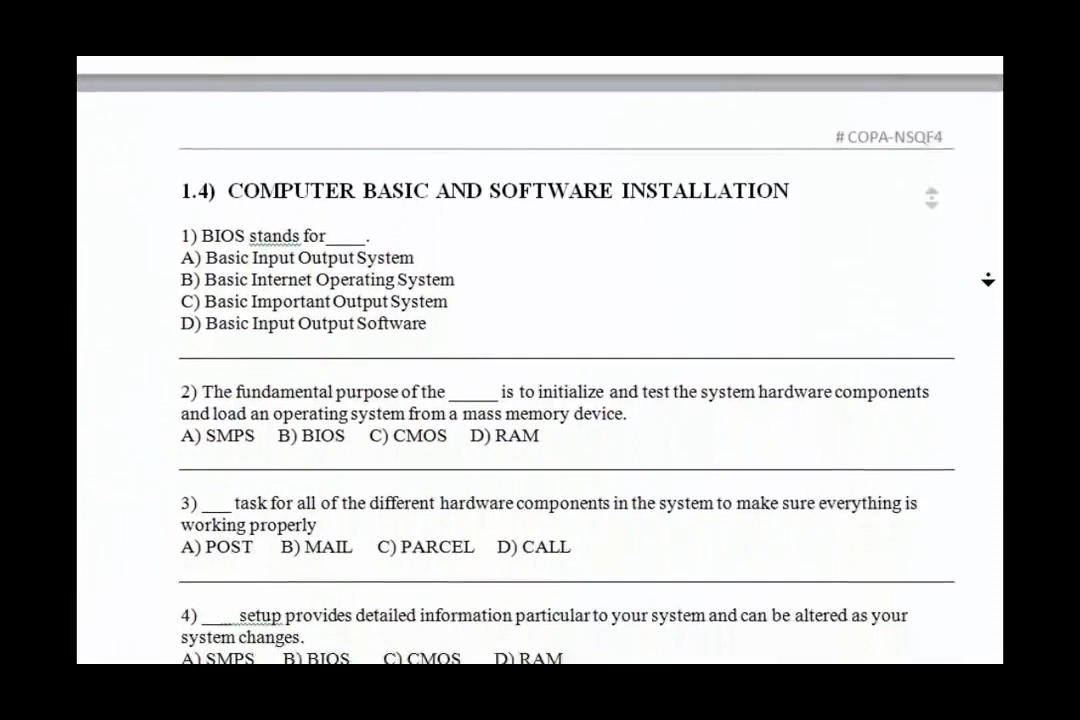 # COPA-NSQF4
1.4) COMPUTER BASIC AND SOFTWARE INSTALLATION
1) BIOS stands for____.
A) Basic Input Output System
B) Basic Internet Operating System
C) Basic Important Output System
D) Basic Input Output Software
2) The fundamental purpose of the _____ is to initialize and test the system hardware components
and load an operating system from a mass memory device.
A) SMPS B) BIOS C) CMOS D) RAM
3) ___ task for all of the different hardware components in the system to make sure everything is
working properly
A) POST B) MAIL C) PARCEL D) CALL
4) ____ setup provides detailed information particular to your system and can be altered as your
system changes.
A) SMPS B) BIOS C) CMOS D) RAM